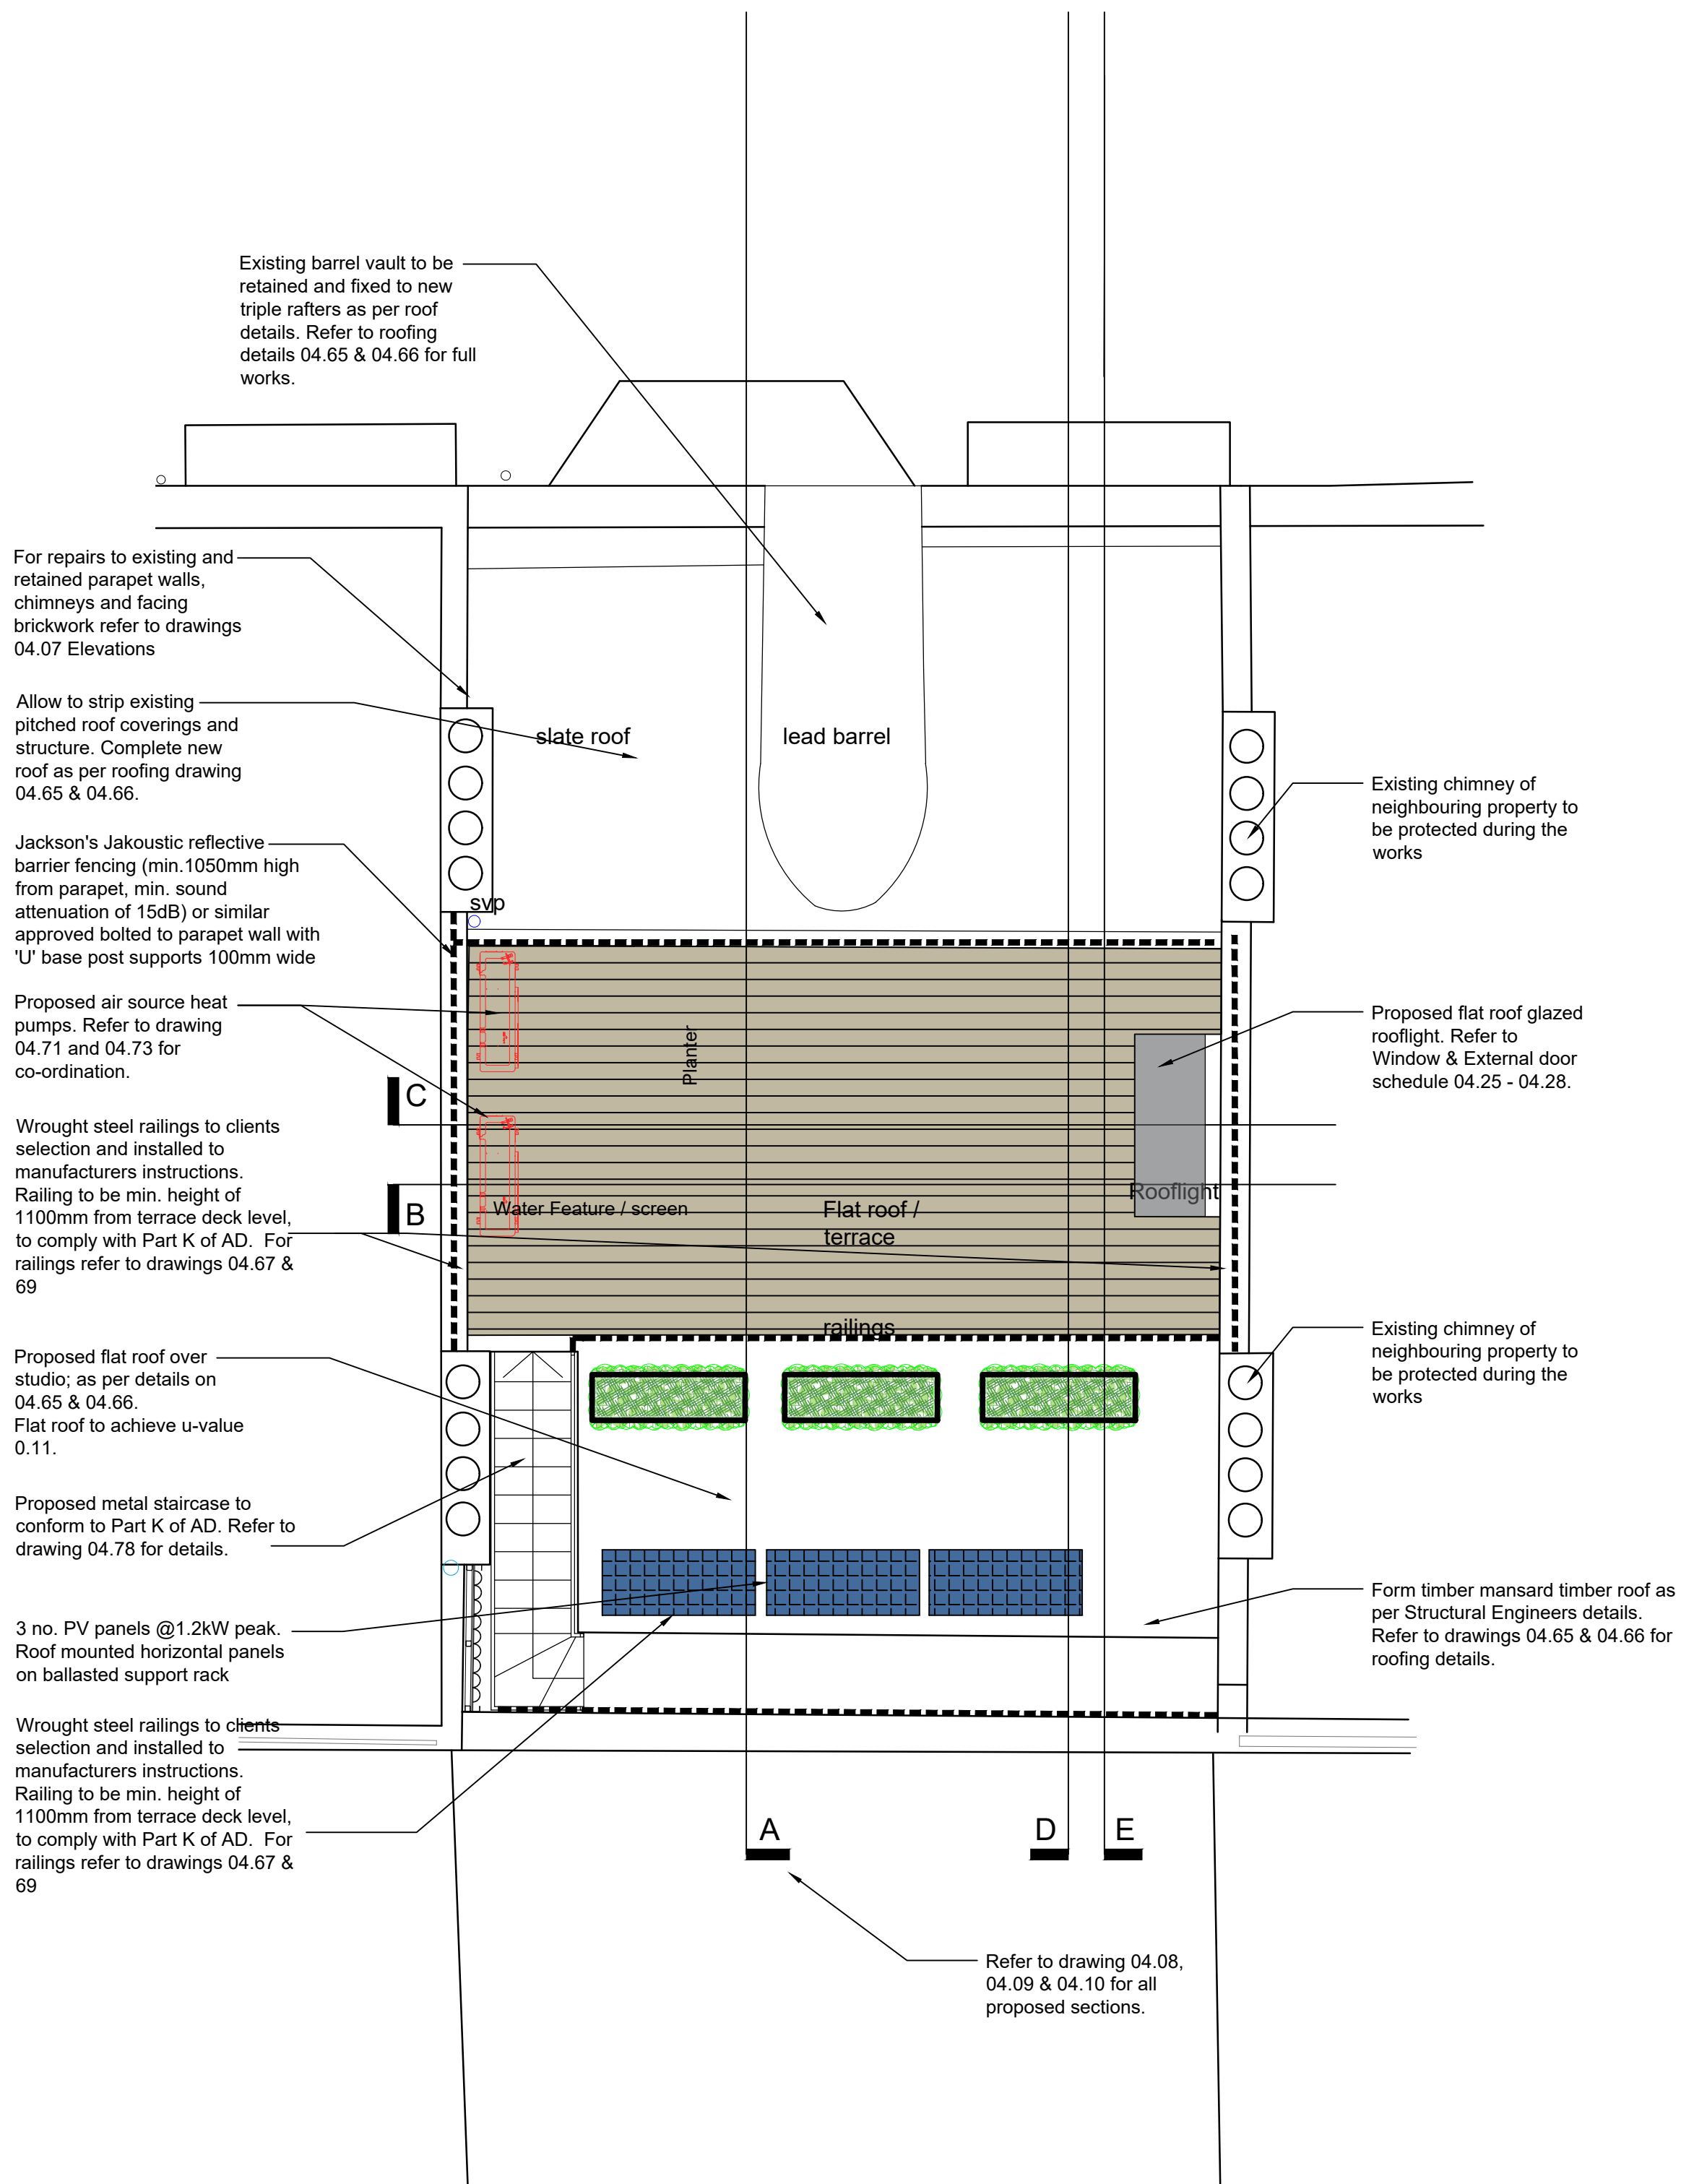 Existing barrel vault to be
retained and fixed to new
triple rafters as per roof
details. Refer to roofing
details 04.65 & 04.66 for full
works.
For repairs to existing and
retained parapet walls,
chimneys and facing
brickwork refer to drawings
04.07 Elevations
Allow to strip existing
pitched roof coverings and
structure. Complete new
roof as per roofing drawing
04.65 & 04.66.
Jackson's Jakoustic reflective
barrier fencing (min.1050mm high
from parapet, min. sound
attenuation of 15dB) or similar
approved bolted to parapet wall with
'U' base post supports 100mm wide
Proposed air source heat
pumps. Refer to drawing
04.71 and 04.73 for
co-ordination.
Wrought steel railings to clients
selection and installed to
manufacturers instructions.
Railing to be min. height of
1100mm from terrace deck level,
to comply with Part K of AD.  For
railings refer to drawings 04.67 &
69
Proposed flat roof over
studio; as per details on
04.65 & 04.66.
Flat roof to achieve u-value
0.11.
Proposed metal staircase to
conform to Part K of AD. Refer to
drawing 04.78 for details.
3 no. PV panels @1.2kW peak.
Roof mounted horizontal panels
on ballasted support rack
Wrought steel railings to clients
selection and installed to
manufacturers instructions.
Railing to be min. height of
1100mm from terrace deck level,
to comply with Part K of AD.  For
railings refer to drawings 04.67 &
69
slate roof
lead barrel
svp
Planter
C
B
Water Feature / screen
Flat roof /
terrace
Rooflight
railings
Existing chimney of
neighbouring property to
be protected during the
works
Proposed flat roof glazed
rooflight. Refer to
Window & External door
schedule 04.25 - 04.28.
Existing chimney of
neighbouring property to
be protected during the
works
Form timber mansard timber roof as
per Structural Engineers details.
Refer to drawings 04.65 & 04.66 for
roofing details.
A
D
E
Refer to drawing 04.08,
04.09 & 04.10 for all
proposed sections.